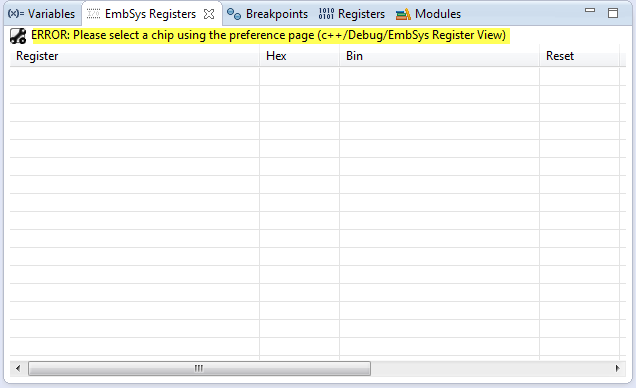 (x)= Variables EmbSys Registers Breakpoints 1010 0101 Registers Modules
ERROR: Please select a chip using the preference page (c++/Debug/EmbSys Register View)
Register Hex Bin Reset